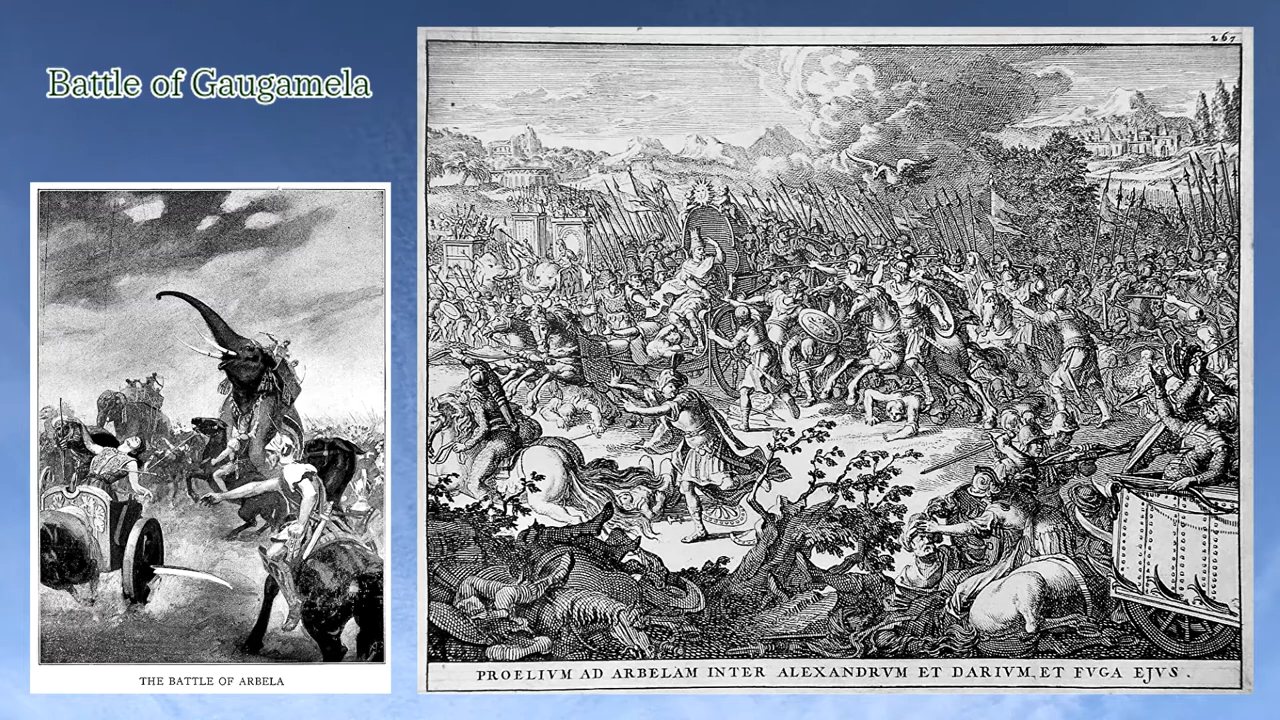 Battle of Gaugamela
267
THE BATTLE OF ARBELA
PROELIVM AD ARBELAM INTER ALEXANDRVM ET DARIVM, ET FVGA EJVS.